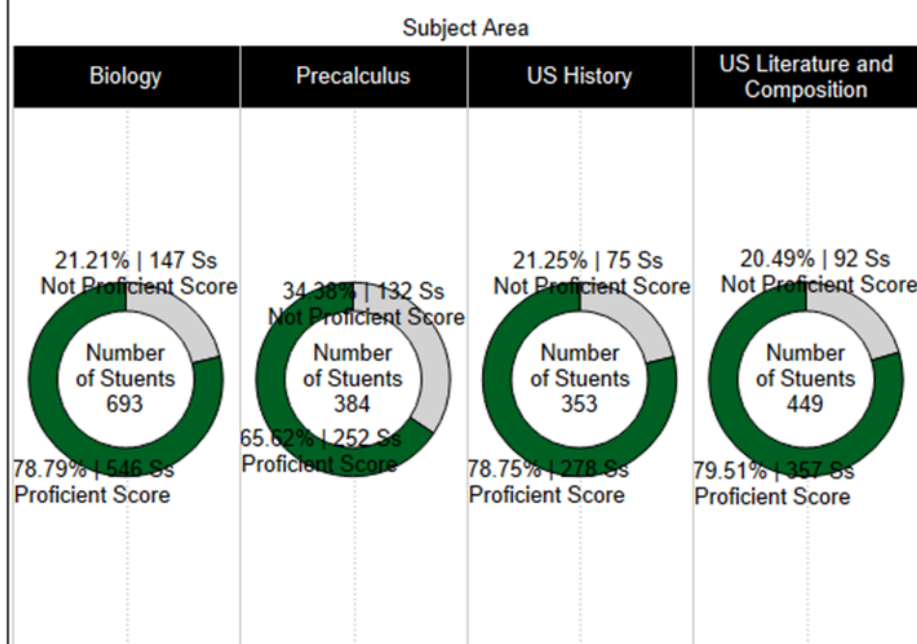 Subject Area
Biology
Precalculus
US History
US Literature and
Composition
21.21% | 147 Ss
Not Proficient Score
Number
of Stuents
693
78.79% | 546 Ss
Proficient Score
34.38% | 132 Ss
Not Proficient Score
Number
of Stuents
384
65.62% | 252 Ss
Proficient Score
21.25% | 75 Ss
Not Proficient Score
Number
of Stuents
353
78.75% | 278 Ss
Proficient Score
20.49% | 92 Ss
Not Proficient Score
Number
of Stuents
449
79.51% | 357 Ss
Proficient Score